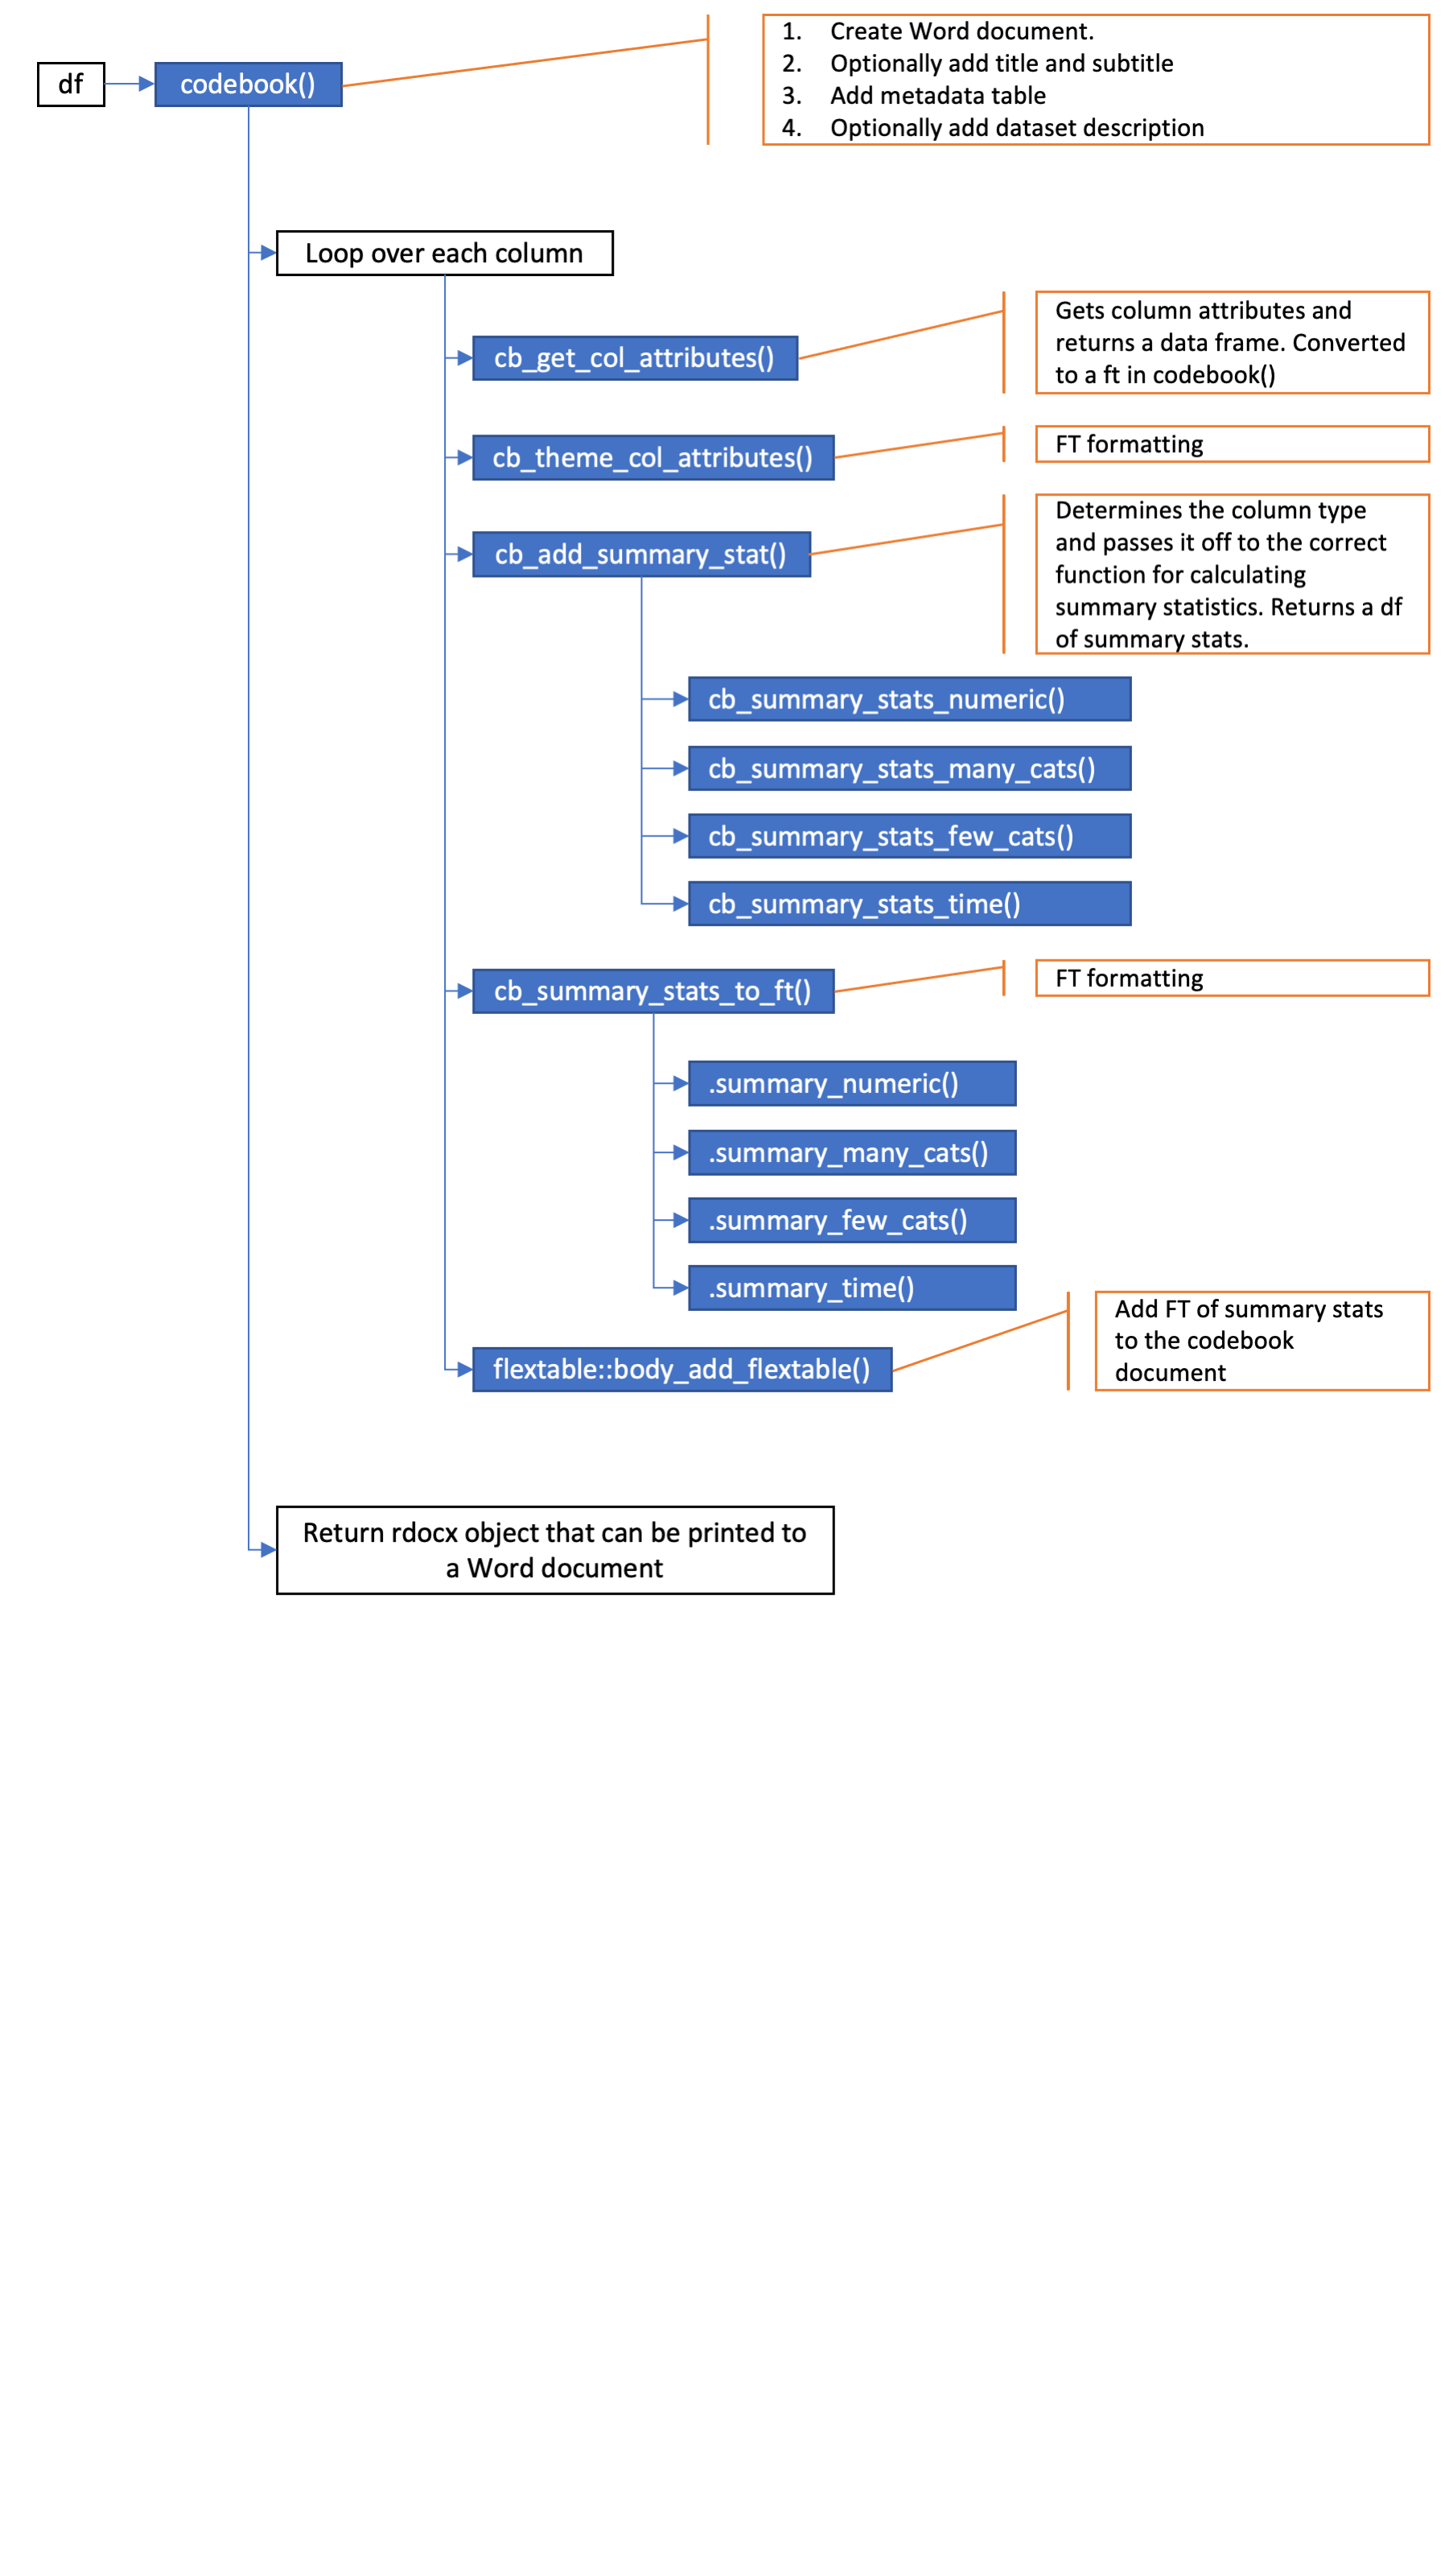 df
codebook()
1. Create Word document.
2. Optionally add title and subtitle
3. Add metadata table
4. Optionally add dataset description
Loop over each column
cb_get_col_attributes()
Gets column attributes and
returns a data frame. Converted
to a ft in codebook()
cb_theme_col_attributes()
FT formatting
cb_add_summary_stat()
Determines the column type
and passes it off to the correct
function for calculating
summary statistics. Returns a df
of summary stats.
cb_summary_stats_numeric()
cb_summary_stats_many_cats()
cb_summary_stats_few_cats()
cb_summary_stats_time()
cb_summary_stats_to_ft()
FT formatting
.summary_numeric()
.summary_many_cats()
.summary_few_cats()
.summary_time()
flextable::body_add_flextable()
Add FT of summary stats
to the codebook
document
Return rdocx object that can be printed to
a Word document